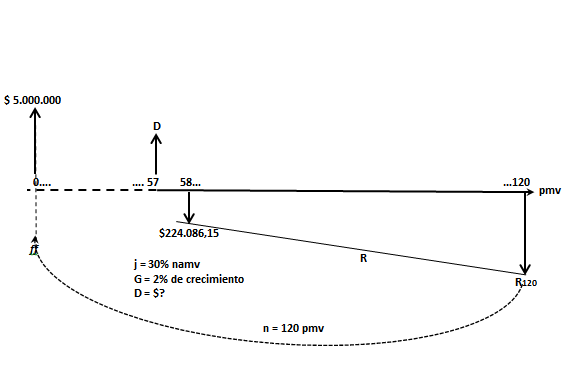 $ 5.000.000
D
0....
.... 57
58...
...120
pmv
$224.086,15
ff
R
j = 30% namv
G = 2% de crecimiento
D = $?
R120
n = 120 pmv